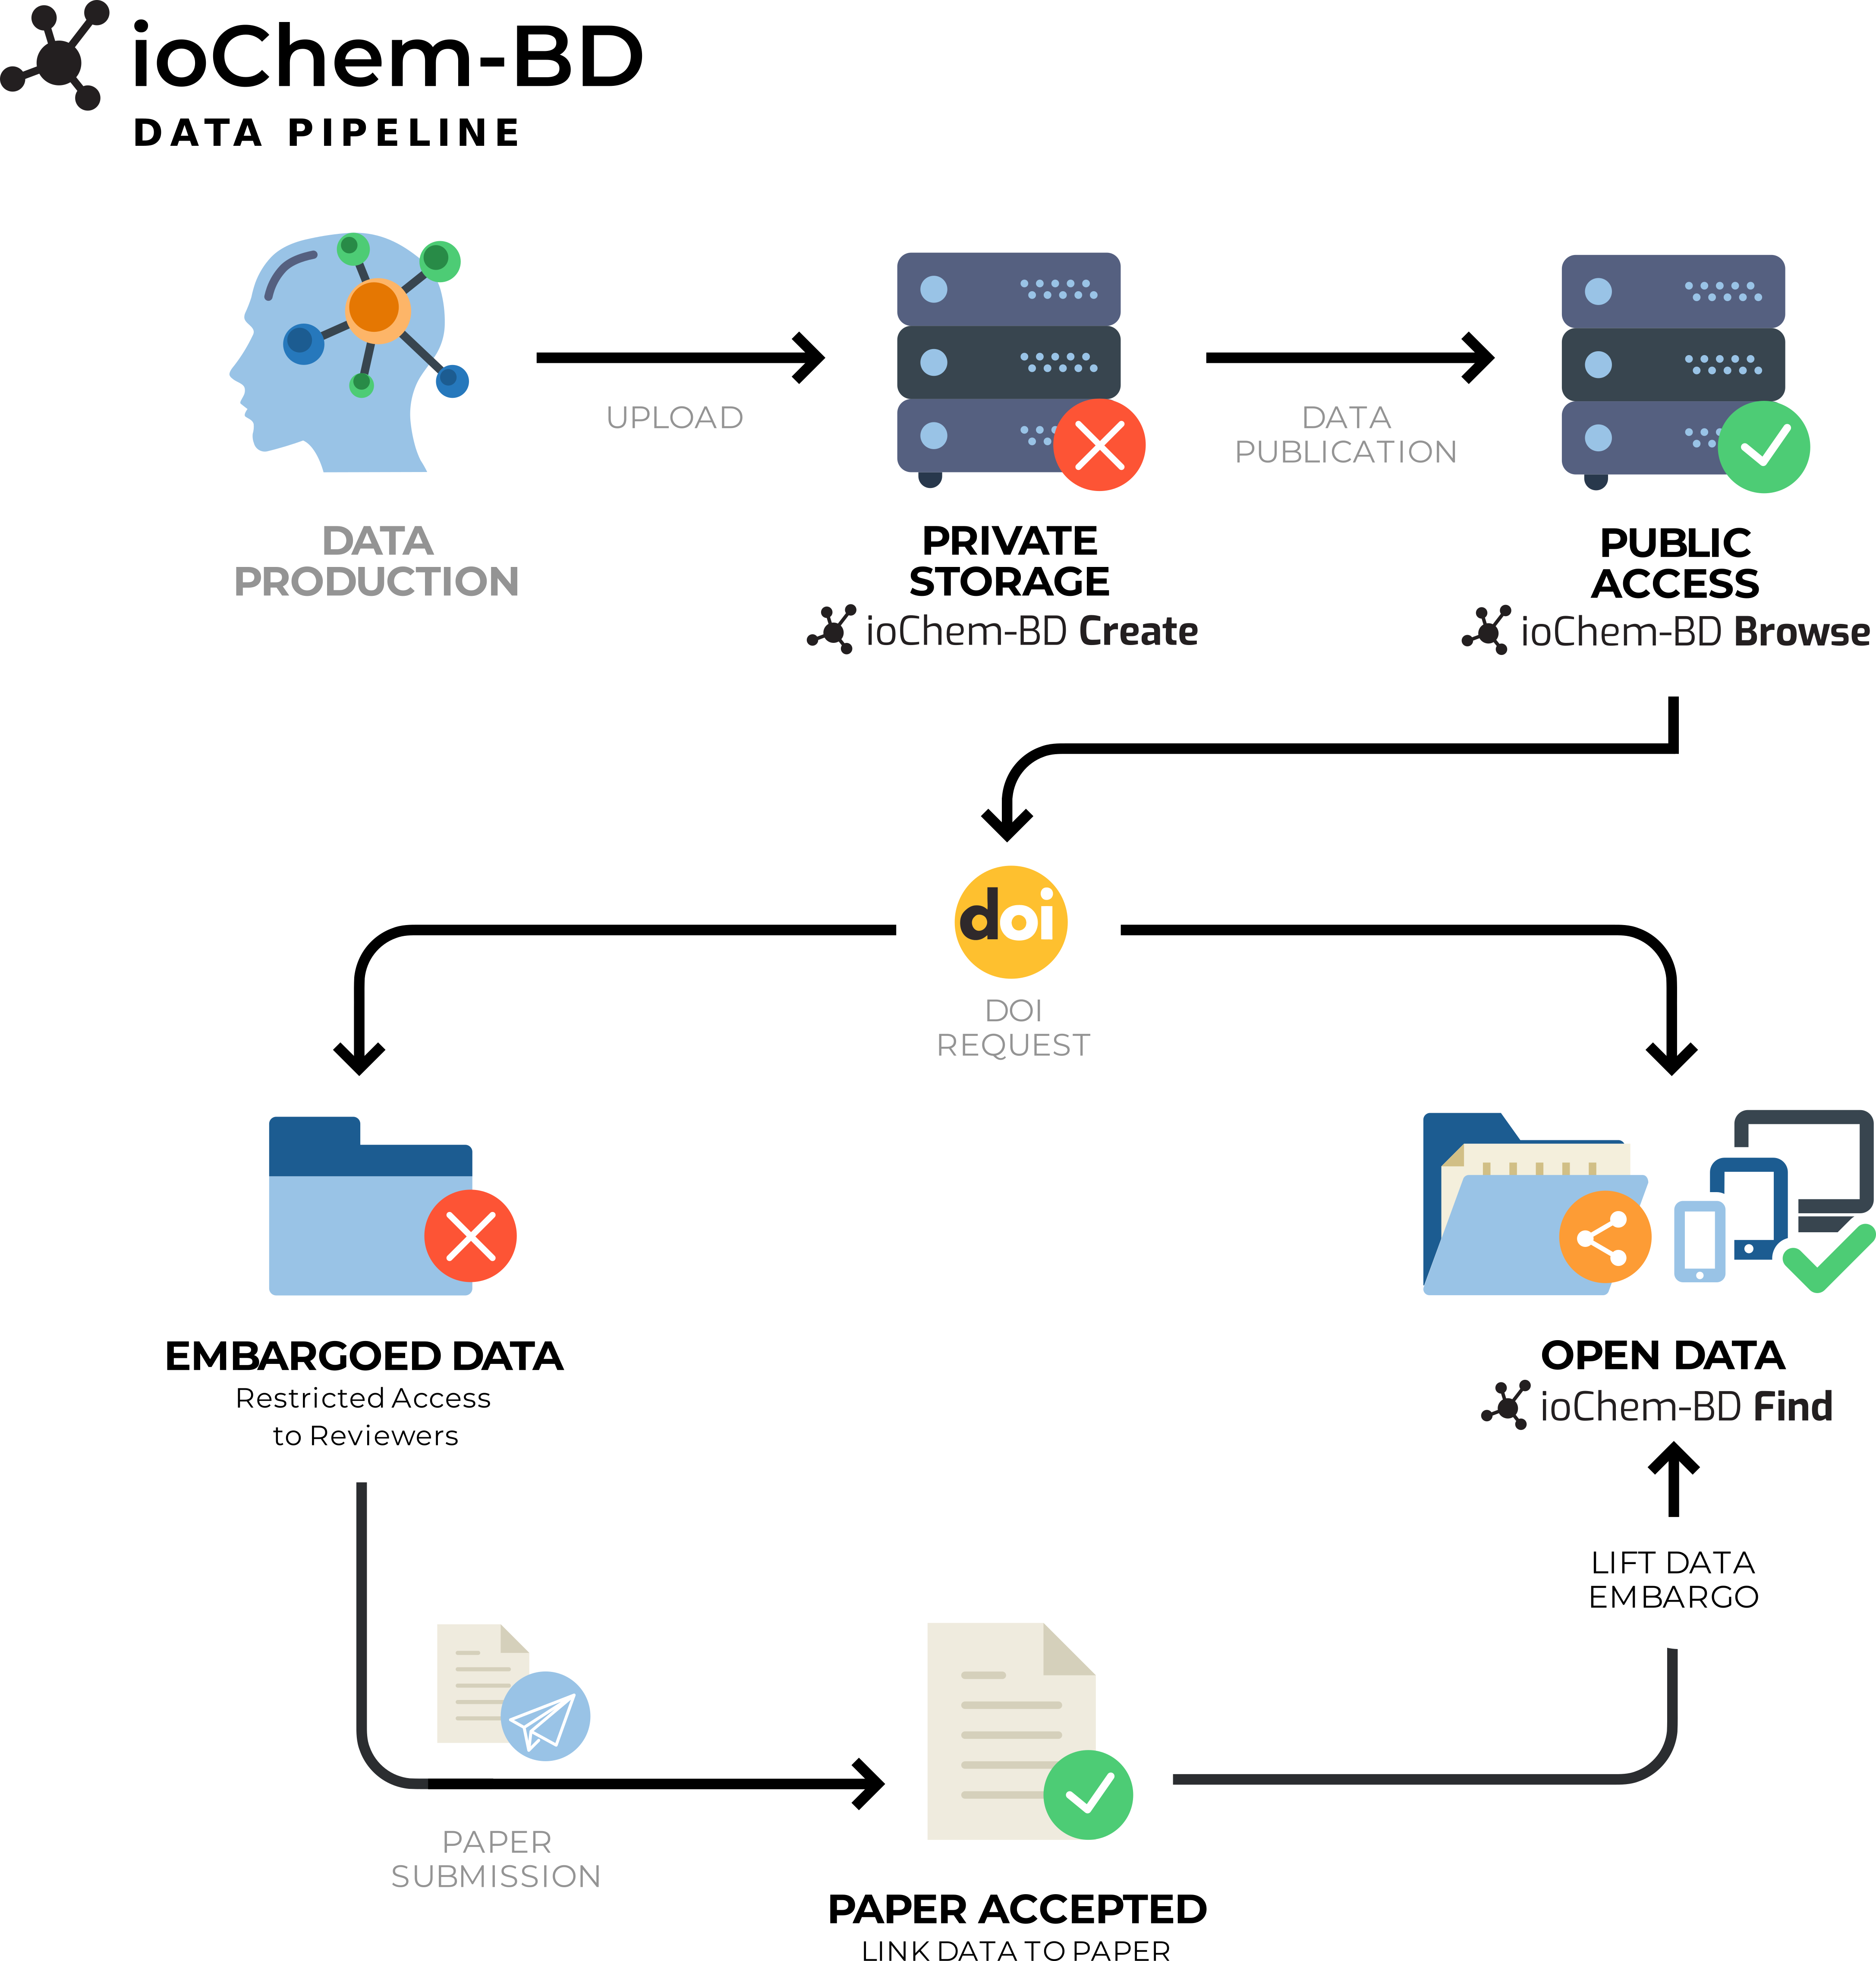 ioChem-BD
DATA PIPELINE
UPLOAD
DATA
PUBLICATION
DATA
PRODUCTION
PRIVATE
STORAGE
ioChem-BD Create
PUBLIC
ACCESS
ioChem-BD Browse
doi
DOI
REQUEST
EMBARGOED DATA
Restricted Access
to Reviewers
OPEN DATA
ioChem-BD Find
LIFT DATA
EMBARGO
PAPER
SUBMISSION
PAPER ACCEPTED
LINK DATA TO PAPER